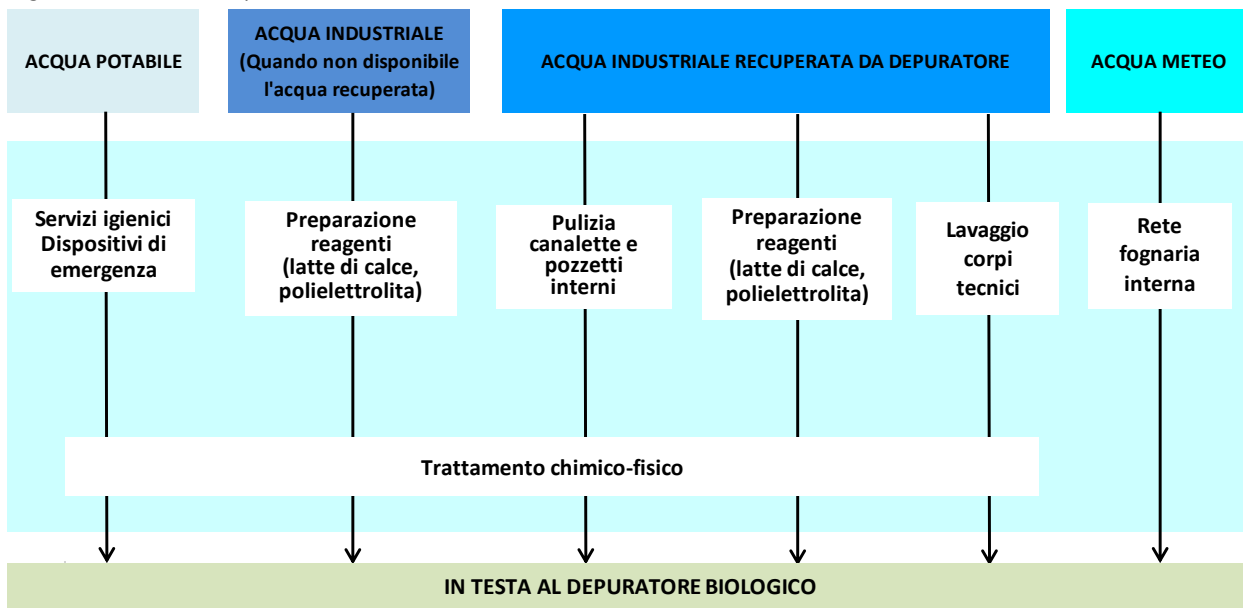 ACQUA POTABILE
ACQUA INDUSTRIALE
(Quando non disponibile
l'acqua recuperata)
ACQUA INDUSTRIALE RECUPERATA DA DEPURATORE
ACQUA METEO
Servizi igienici
Dispositivi di
emergenza
Preparazione
reagenti
(latte di calce,
polielettrolita)
Pulizia
canalette e
pozzetti
interni
Preparazione
reagenti
(latte di calce,
polielettrolita)
Lavaggio
corpi
tecnici
Rete
fognaria
interna
Trattamento chimico-fisico
IN TESTA AL DEPURATORE BIOLOGICO